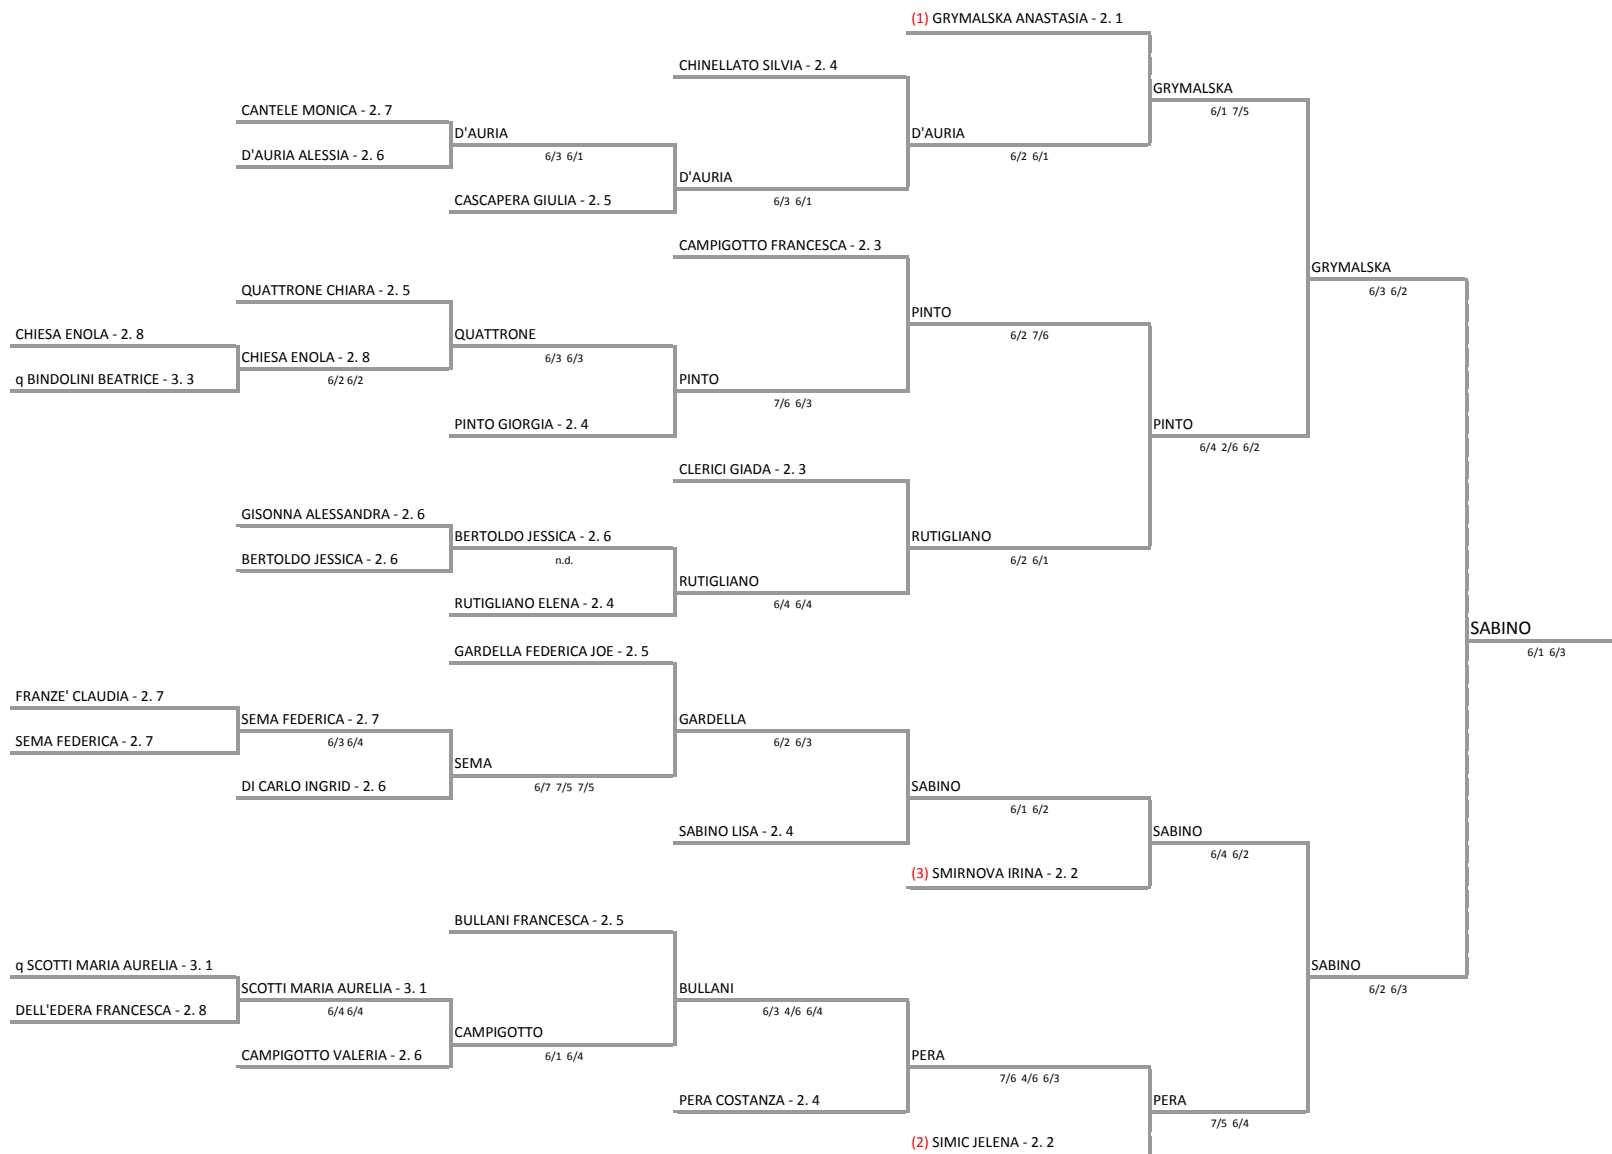 (1) GRYMALSKA ANASTASIA - 2. 1
CHINELLATO SILVIA - 2. 4
GRYMALSKA
6/1 7/5
CANTELE MONICA - 2. 7
D'AURIA
6/3 6/1
D'AURIA
6/2 6/1
D'AURIA ALESSIA - 2. 6
D'AURIA
6/3 6/1
CASCAPERA GIULIA - 2. 5
CAMPIGOTTO FRANCESCA - 2. 3
GRYMALSKA
6/3 6/2
QUATTRONE CHIARA - 2. 5
PINTO
6/2 7/6
CHIESA ENOLA - 2. 8
QUATTRONE
6/3 6/3
CHIESA ENOLA - 2. 8
6/2 6/2
q BINDOLINI BEATRICE - 3. 3
PINTO
7/6 6/3
PINTO GIORGIA - 2. 4
PINTO
6/4 2/6 6/2
CLERICI GIADA - 2. 3
GISONNA ALESSANDRA - 2. 6
BERTOLDO JESSICA - 2. 6
n.d.
RUTIGLIANO
6/2 6/1
BERTOLDO JESSICA - 2. 6
RUTIGLIANO
6/4 6/4
RUTIGLIANO ELENA - 2. 4
SABINO
6/1 6/3
GARDELLA FEDERICA JOE - 2. 5
FRANZE' CLAUDIA - 2. 7
SEMA FEDERICA - 2. 7
6/3 6/4
GARDELLA
6/2 6/3
SEMA FEDERICA - 2. 7
SEMA
6/7 7/5 7/5
DI CARLO INGRID - 2. 6
SABINO
6/1 6/2
SABINO LISA - 2. 4
SABINO
6/4 6/2
(3) SMIRNOVA IRINA - 2. 2
BULLANI FRANCESCA - 2. 5
q SCOTTI MARIA AURELIA - 3. 1
SABINO
6/2 6/3
SCOTTI MARIA AURELIA - 3. 1
6/4 6/4
BULLANI
6/3 4/6 6/4
DELL'EDERA FRANCESCA - 2. 8
CAMPIGOTTO
6/1 6/4
CAMPIGOTTO VALERIA - 2. 6
PERA
7/6 4/6 6/3
PERA COSTANZA - 2. 4
PERA
7/5 6/4
(2) SIMIC JELENA - 2. 2